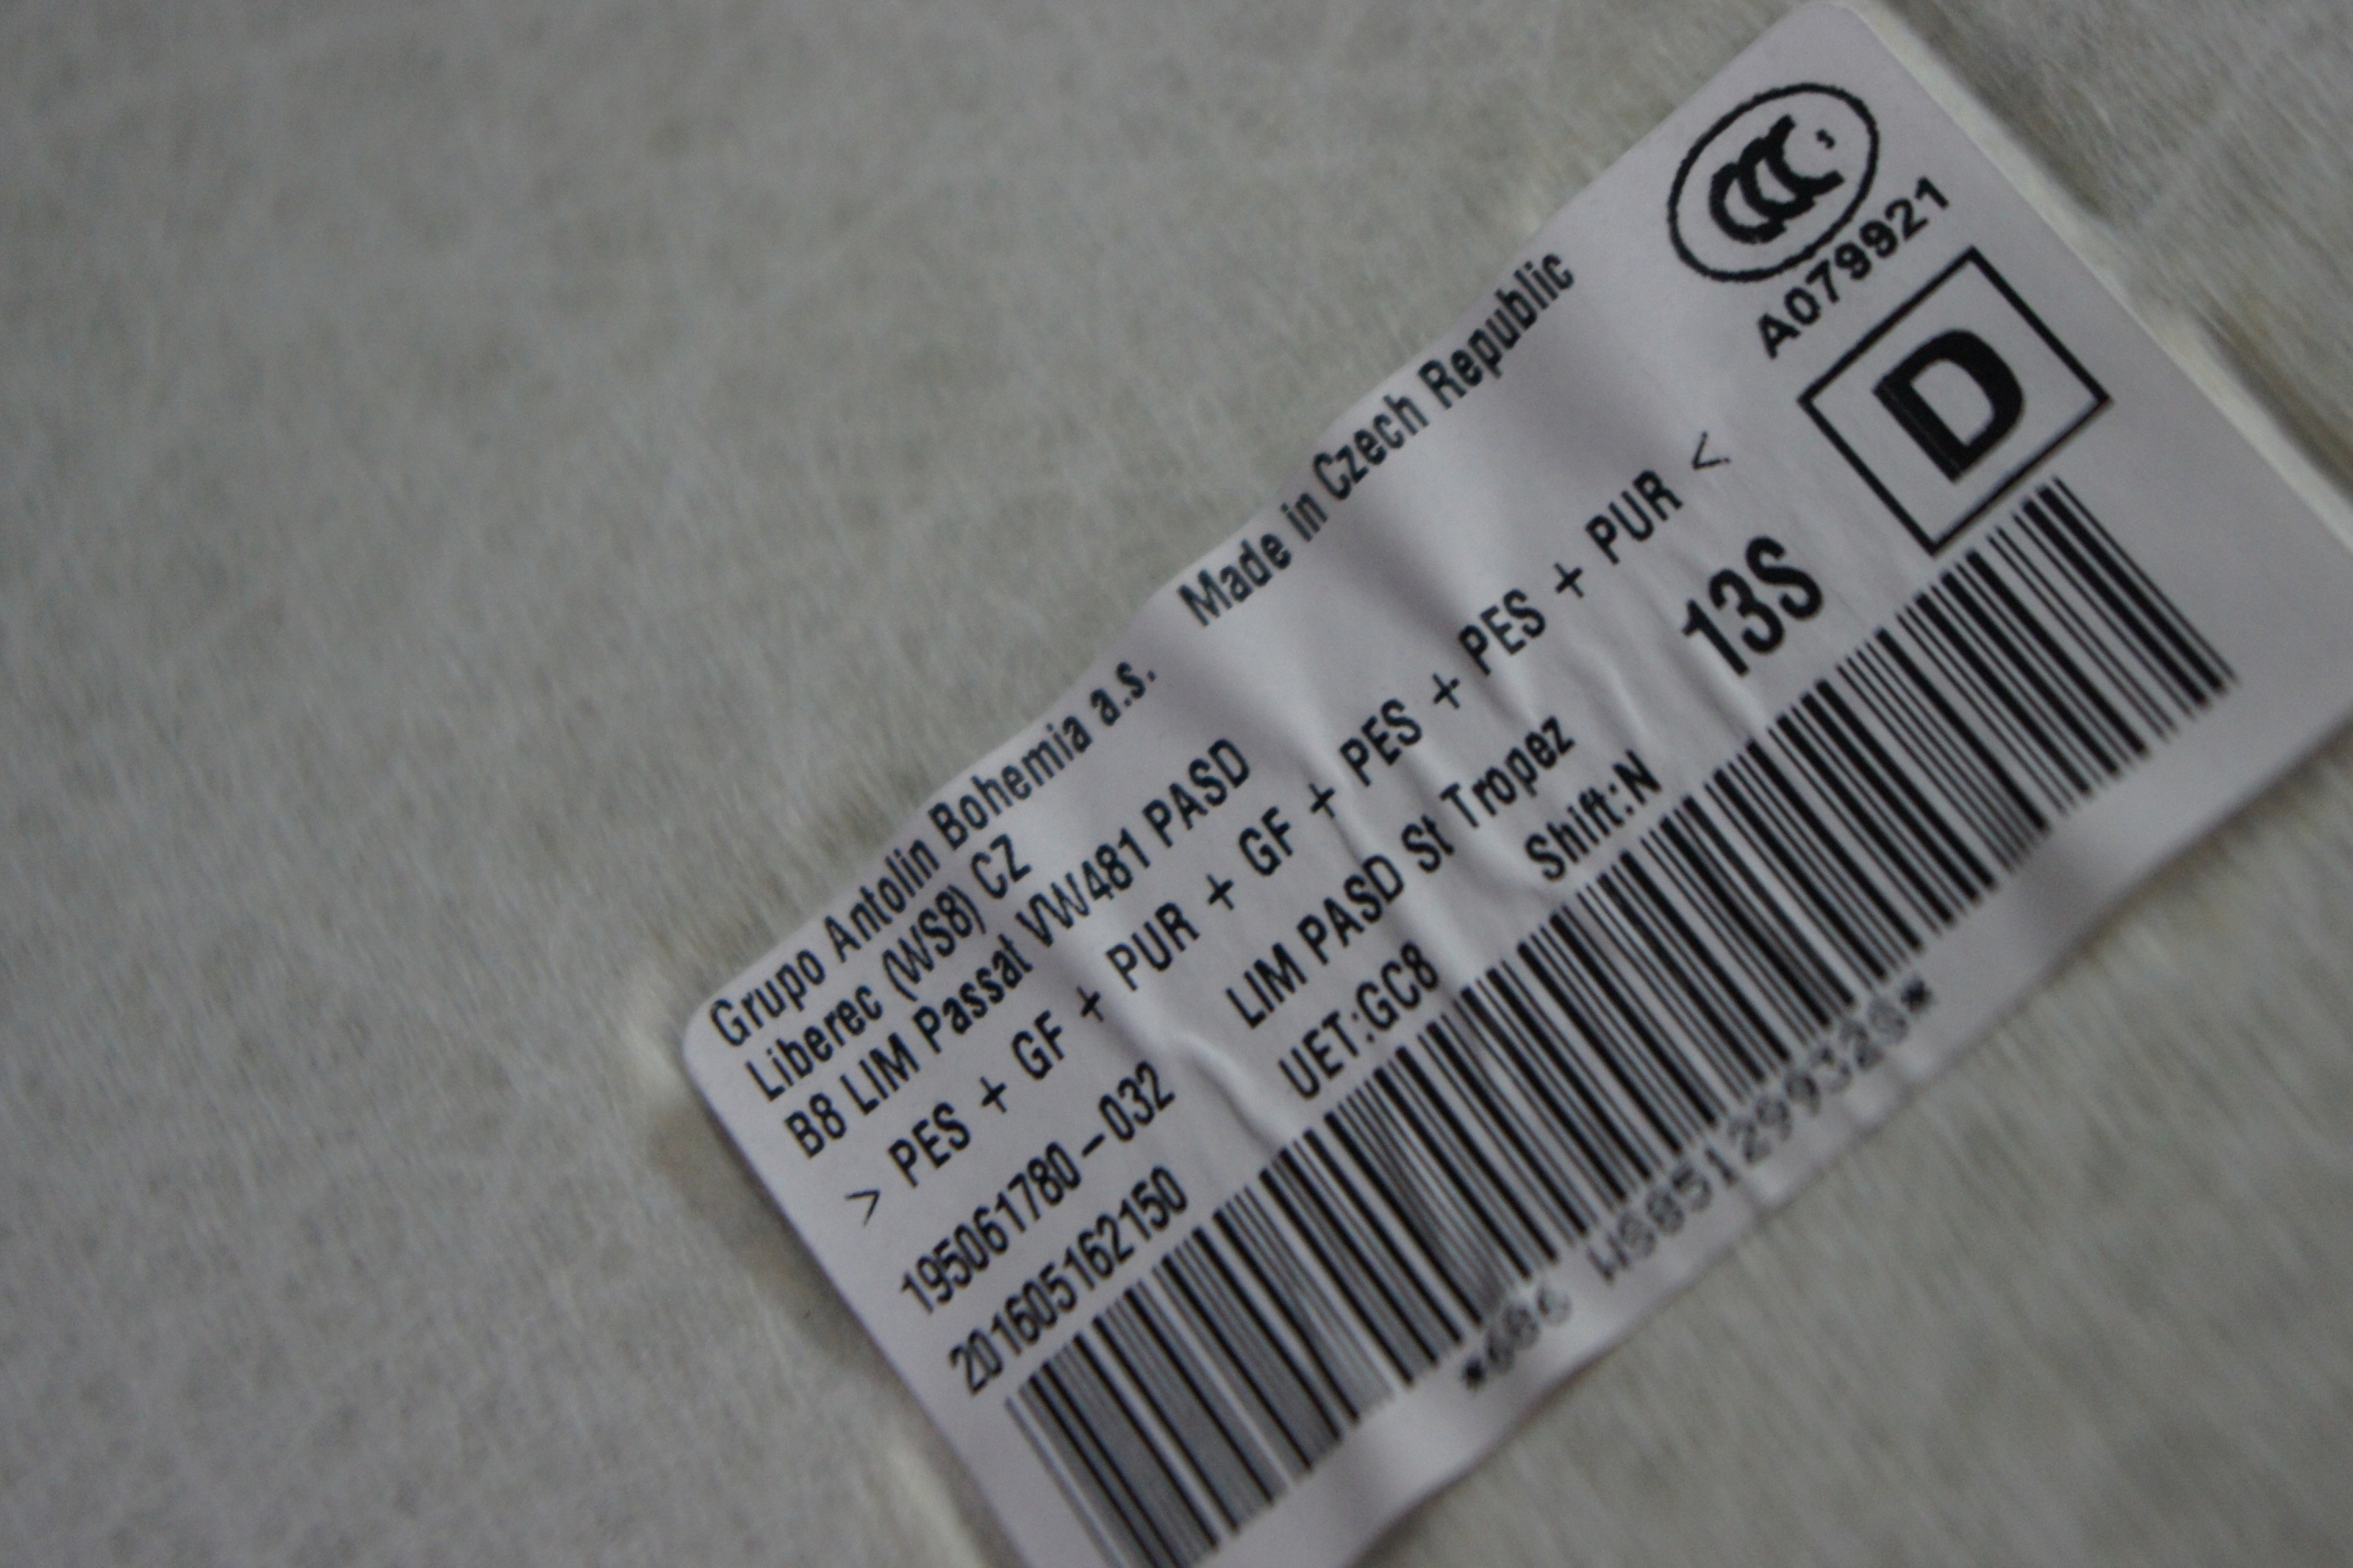 Grupo Antolin Bohemia a.s. Made in Czech Republic
Liberec (WS8) CZ
B8 LIM Passat VW481 PASD
> PES + GF + PUR + GF + PES + PES + PUR <
195061780-032 LIM PASD St Tropez
201605162150 UET:GC8 Shift:N
13S
CCC
S
A079921
D